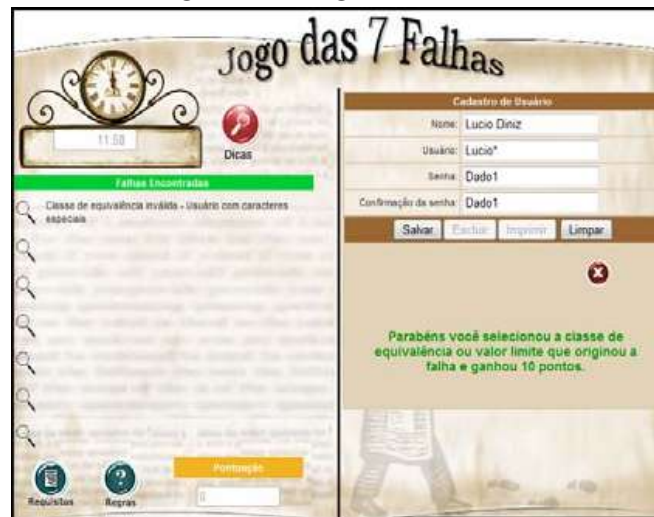 Jogo das 7 Falhas
11:58
Dicas
Falhas Encontradas
Classe de equivalência inválida - Usuário com caracteres
especiais
Requisitos
Regras
Pontuação
0
Cadastro de Usuário
Nome: Lucio Diniz
Usuário: Lucio*
Senha: Dado1
Confirmação da senha: Dado1
Salvar Excluir Imprimir Limpar
Parabéns você selecionou a classe de
equivalência ou valor limite que originou a
falha e ganhou 10 pontos.